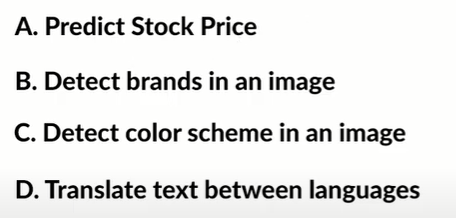 A. Predict Stock Price
B. Detect brands in an image
C. Detect color scheme in an image
D. Translate text between languages